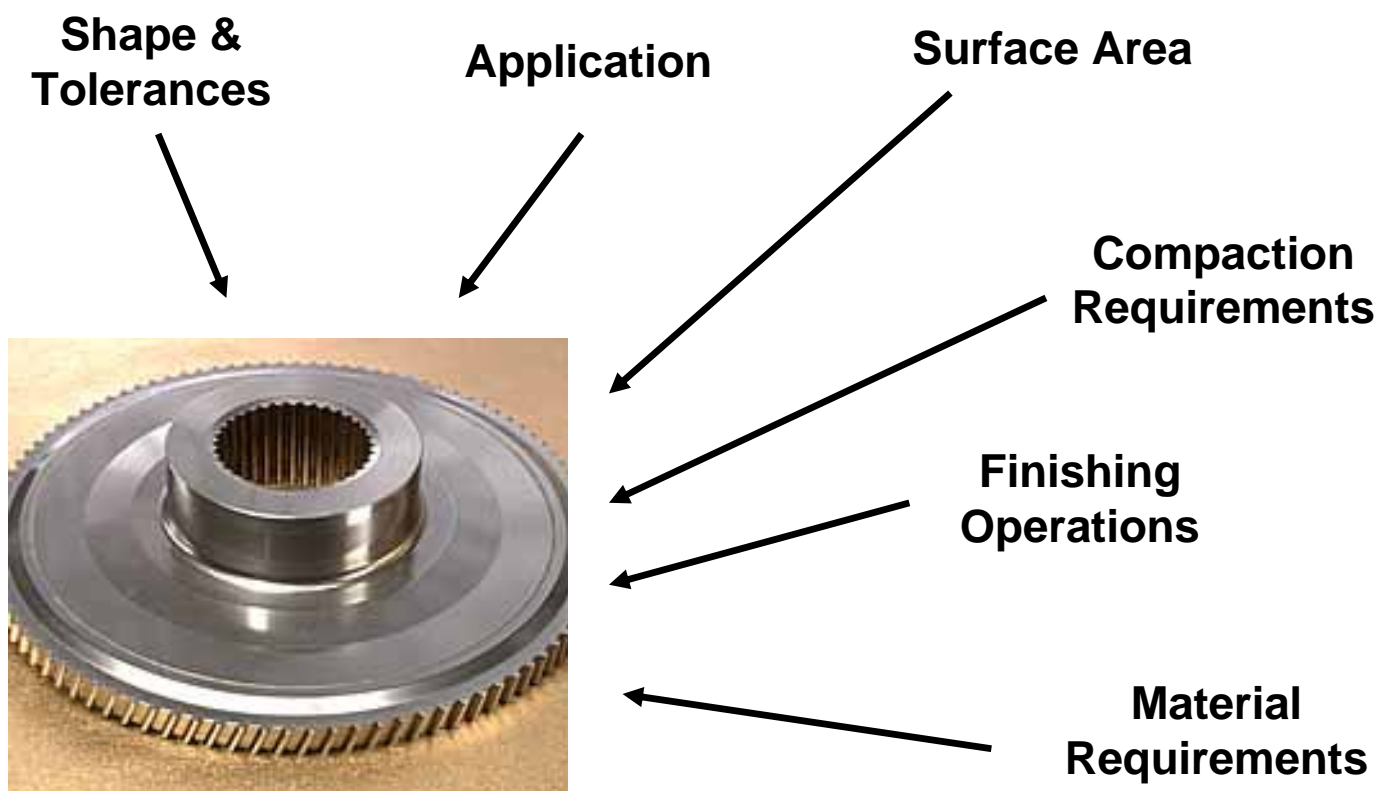 Shape &
Tolerances
Application
Surface Area
Compaction
Requirements
Finishing
Operations
Material
Requirements